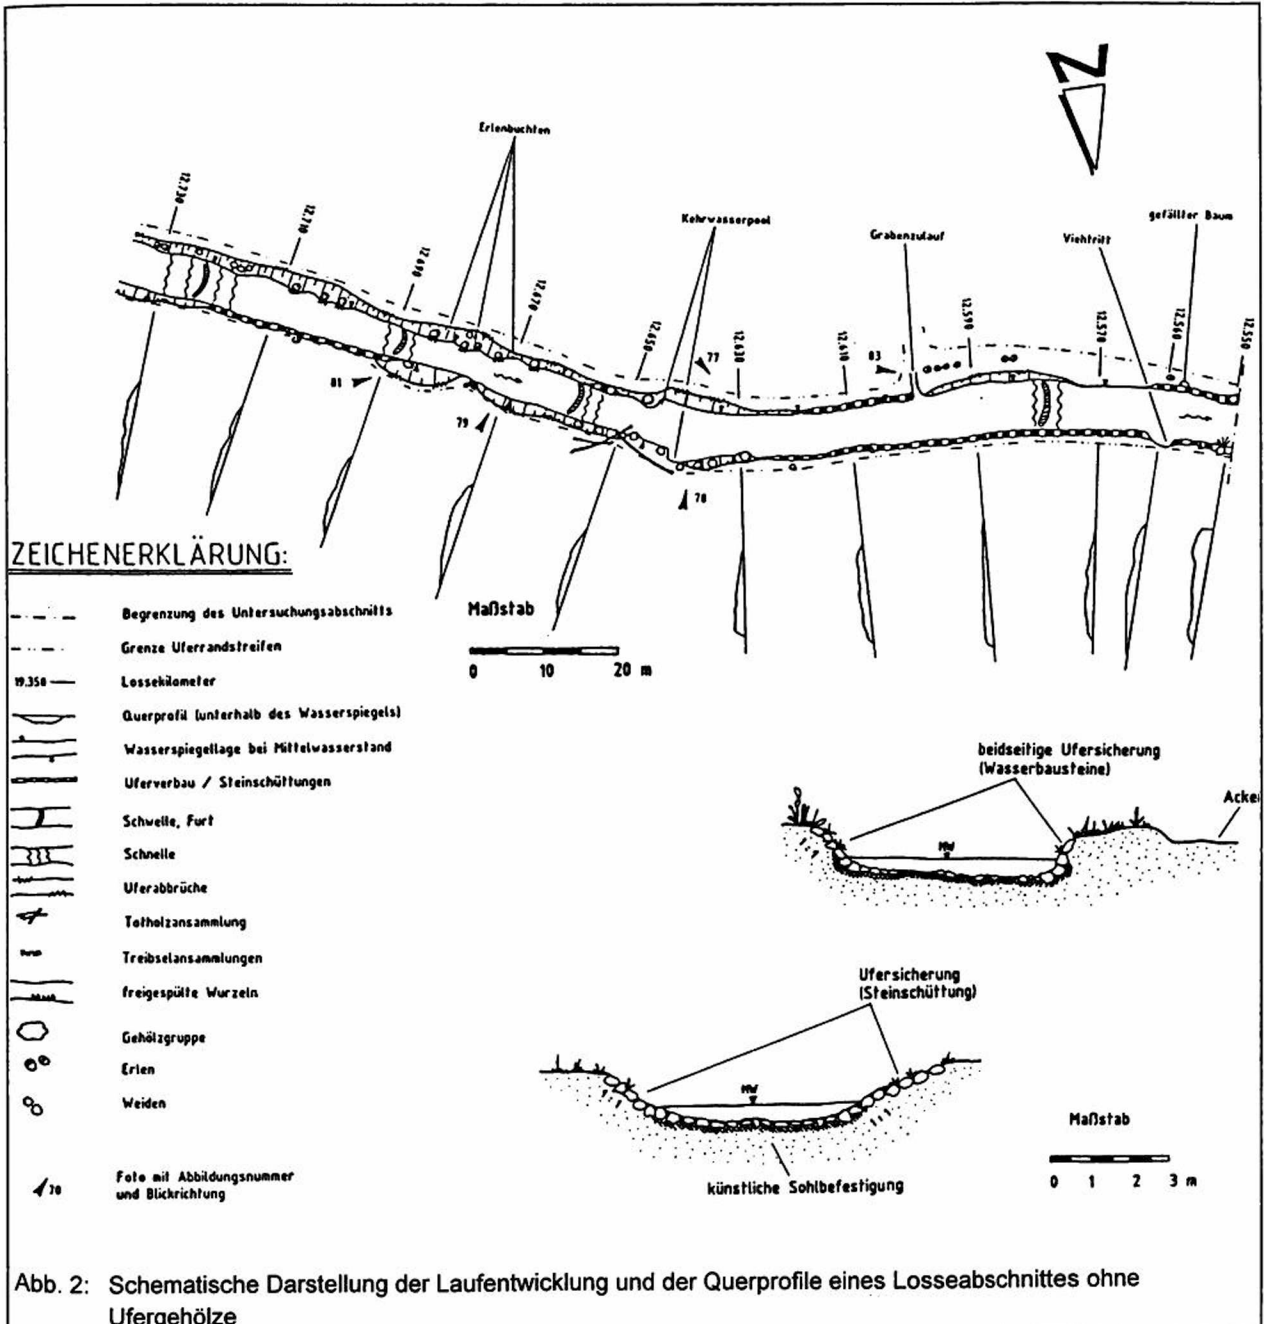 N
Erlenbuchten
Kehrwasserpool
Grabenzulauf
Viehtritt
gefällter Baum
12.730
12.710
12.690
12.670
12.650
12.630
12.610
12.590
12.570
12.560
12.550
77
83
81
79
78
ZEICHENERKLÄRUNG:
Begrenzung des Untersuchungsabschnitts
Grenze Uferrandstreifen
19.350 Lossekilometer
Querprofil (unterhalb des Wasserspiegels)
Wasserspiegellage bei Mittelwasserstand
Uferverbau / Steinschüttungen
Schwelle, Furt
Schnelle
Uferabbrüche
Totholzansammlung
Treibselansammlungen
freigespülte Wurzeln
Gehölzgruppe
Erlen
Weiden
70 Foto mit Abbildungsnummer
und Blickrichtung
Maßstab
0 10 20 m
beidseitige Ufersicherung
(Wasserbausteine)
Acke
MW
Ufersicherung
(Steinschüttung)
MW
künstliche Sohlbefestigung
Maßstab
0 1 2 3 m
Abb. 2: Schematische Darstellung der Laufentwicklung und der Querprofile eines Losseabschnittes ohne
Ufergehölze